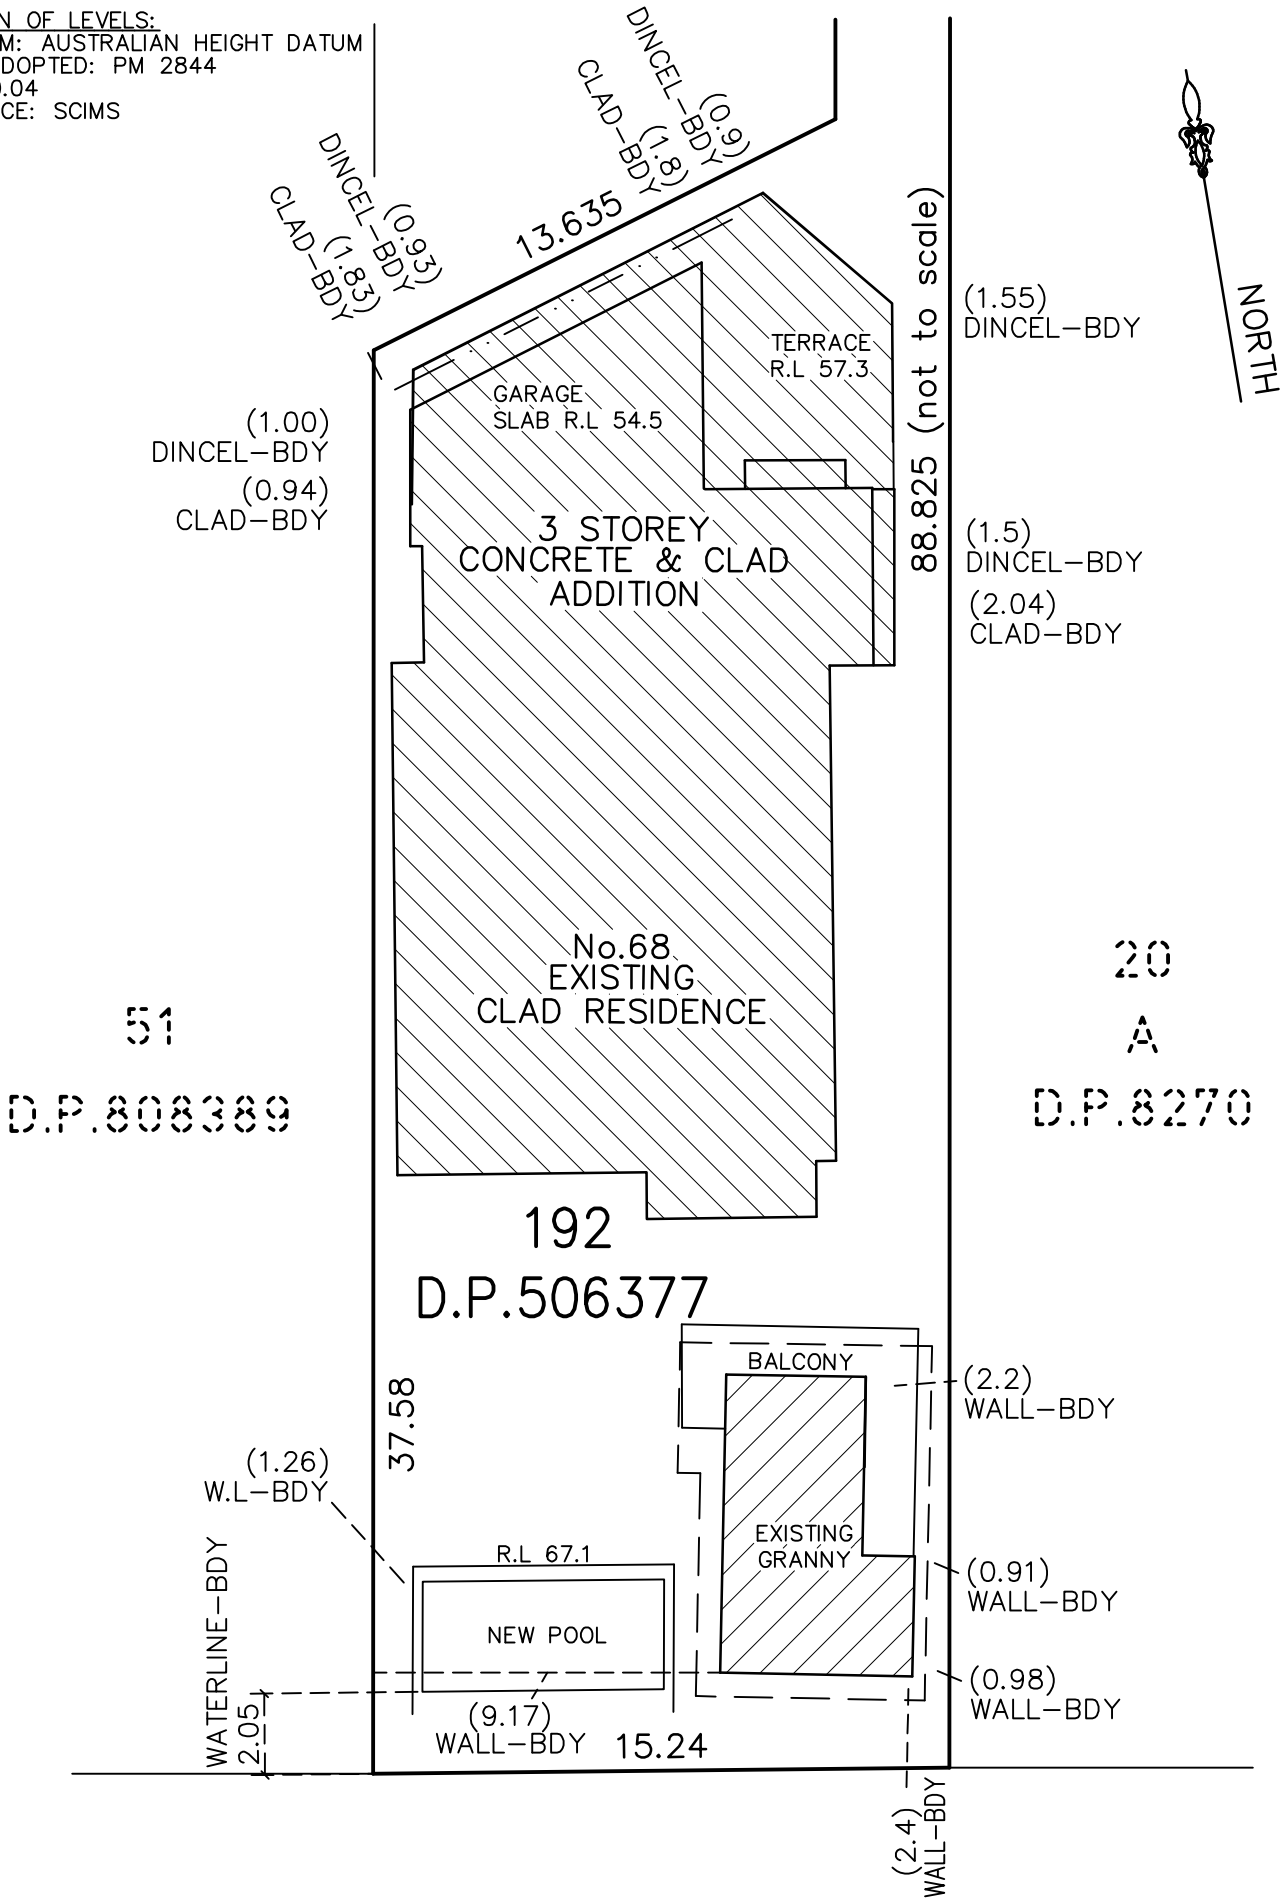 N OF LEVELS:
M: AUSTRALIAN HEIGHT DATUM
DOPTED: PM 2844
0.04
CE: SCIMS
DINCEL-BDY
(0.9)
CLAD-BDY
(1.8)
DINCEL-BDY
(0.93)
CLAD-BDY
(1.83)
13.635
88.825 (not to scale)
NORTH
(1.55)
DINCEL-BDY
TERRACE
R.L 57.3
GARAGE
SLAB R.L 54.5
(1.00)
DINCEL-BDY
(0.94)
CLAD-BDY
3 STOREY
CONCRETE & CLAD
ADDITION
(1.5)
DINCEL-BDY
(2.04)
CLAD-BDY
No.68
EXISTING
CLAD RESIDENCE
51
D.P.808389
20
A
D.P.8270
192
D.P.506377
BALCONY
(2.2)
WALL-BDY
37.58
(1.26)
W.L-BDY
EXISTING
GRANNY
R.L 67.1
NEW POOL
(0.91)
WALL-BDY
(0.98)
WALL-BDY
WATERLINE-BDY
2.05
(9.17)
WALL-BDY
15.24
(2.4)
WALL-BDY